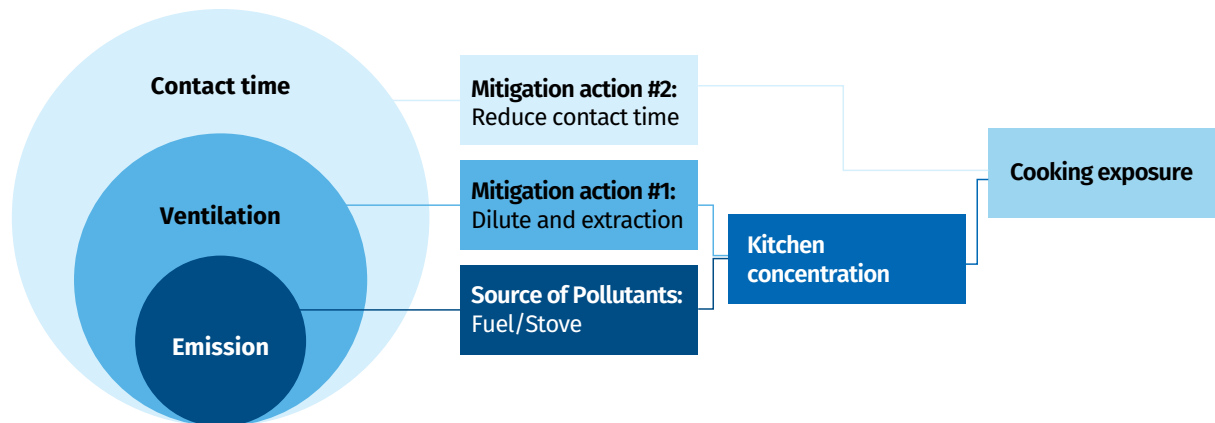 Contact time
Ventilation
Emission
Mitigation action #2:
Reduce contact time
Mitigation action #1:
Dilute and extraction
Source of Pollutants:
Fuel/Stove
Kitchen
concentration
Cooking exposure